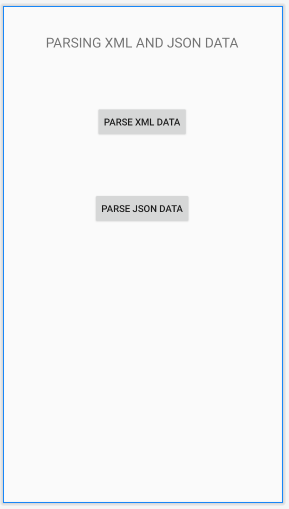 PARSING XML AND JSON DATA
PARSE XML DATA
PARSE JSON DATA